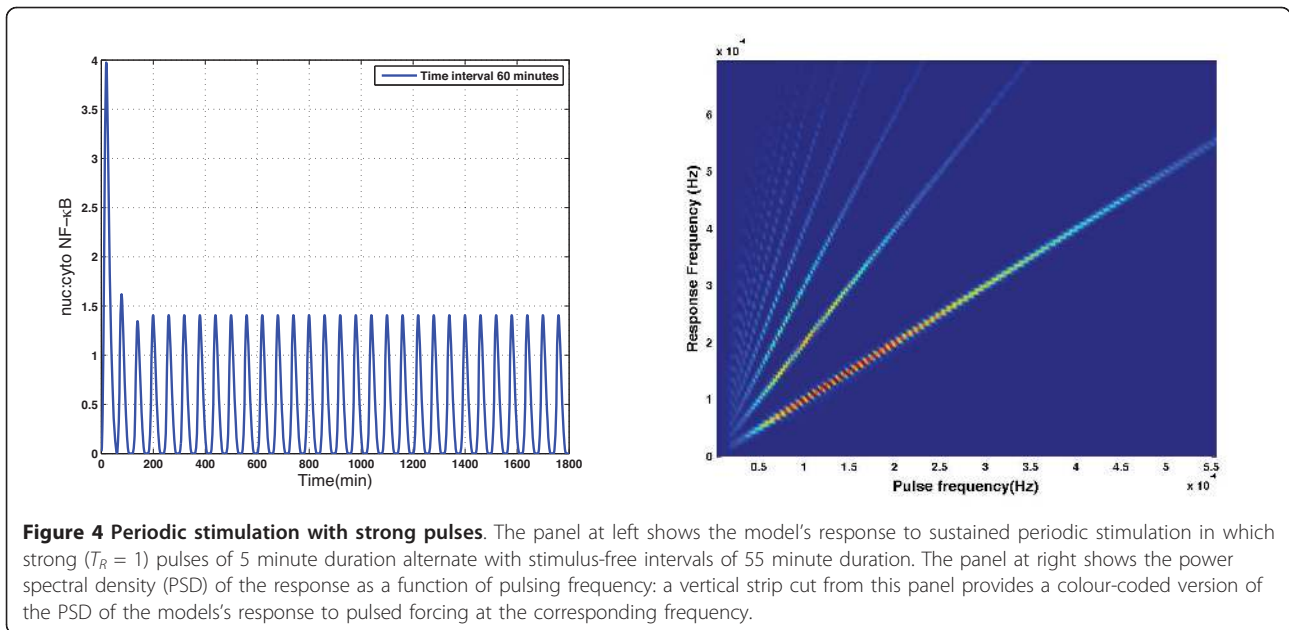 4
3.5
3
2.5
2
1.5
1
0.5
0
nuc:cyto NF–κB
Time interval 60 minutes
0 200 400 600 800 1000 1200 1400 1600 1800
Time(min)
x 10⁻⁴
6
5
4
3
2
1
0
Response Frequency (Hz)
0.5 1 1.5 2 2.5 3 3.5 4 4.5 5 5.5
Pulse frequency(Hz)
x 10⁻⁴
Figure 4 Periodic stimulation with strong pulses. The panel at left shows the model's response to sustained periodic stimulation in which
strong (T_R = 1) pulses of 5 minute duration alternate with stimulus-free intervals of 55 minute duration. The panel at right shows the power
spectral density (PSD) of the response as a function of pulsing frequency: a vertical strip cut from this panel provides a colour-coded version of
the PSD of the models's response to pulsed forcing at the corresponding frequency.